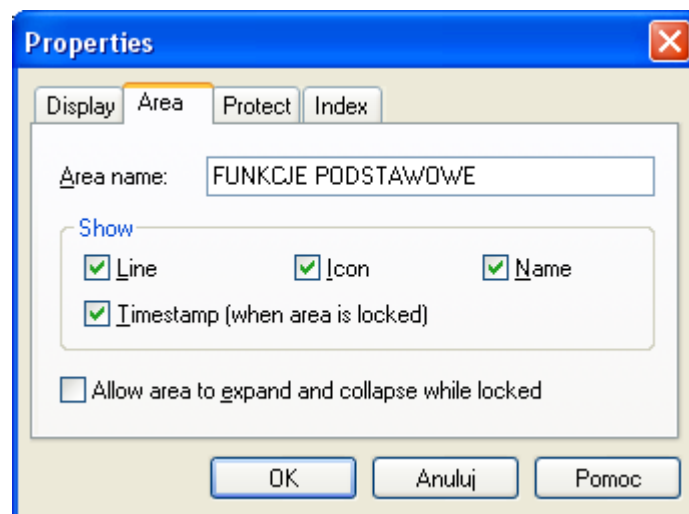 Properties
Display Area Protect Index
Area name: FUNKCJE PODSTAWOWE
Show
Line Icon Name
Timestamp (when area is locked)
Allow area to expand and collapse while locked
OK Anuluj Pomoc